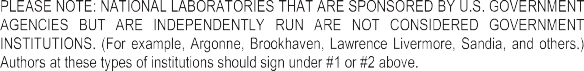 PLEASE NOTE: NATIONAL LABORATORIES THAT ARE SPONSORED BY U.S. GOVERNMENT
AGENCIES BUT ARE INDEPENDENTLY RUN ARE NOT CONSIDERED GOVERNMENT
INSTITUTIONS. (For example, Argonne, Brookhaven, Lawrence Livermore, Sandia, and others.)
Authors at these types of institutions should sign under #1 or #2 above.